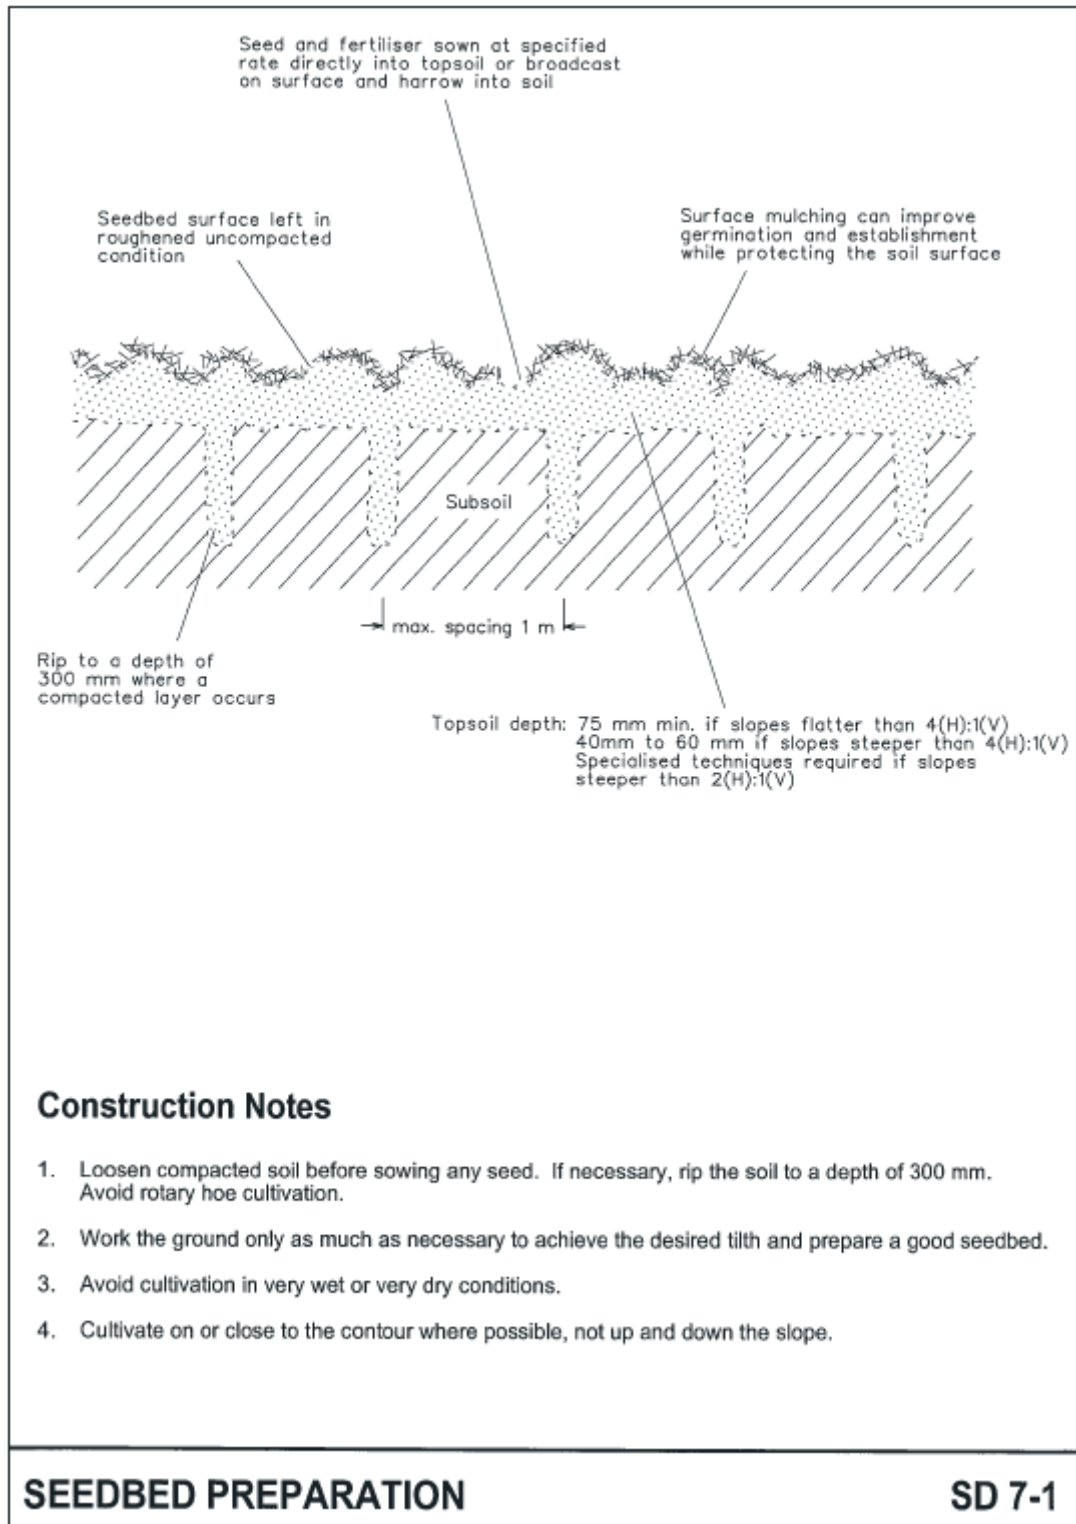 Seed and fertiliser sown at specified
rate directly into topsoil or broadcast
on surface and harrow into soil
Seedbed surface left in
roughened uncompacted
condition
Surface mulching can improve
germination and establishment
while protecting the soil surface
Subsoil
max. spacing 1 m
Rip to a depth of
300 mm where a
compacted layer occurs
Topsoil depth: 75 mm min. if slopes flatter than 4(H):1(V)
40mm to 60 mm if slopes steeper than 4(H):1(V)
Specialised techniques required if slopes
steeper than 2(H):1(V)
Construction Notes
1. Loosen compacted soil before sowing any seed. If necessary, rip the soil to a depth of 300 mm.
Avoid rotary hoe cultivation.
2. Work the ground only as much as necessary to achieve the desired tilth and prepare a good seedbed.
3. Avoid cultivation in very wet or very dry conditions.
4. Cultivate on or close to the contour where possible, not up and down the slope.
SEEDBED PREPARATION SD 7-1